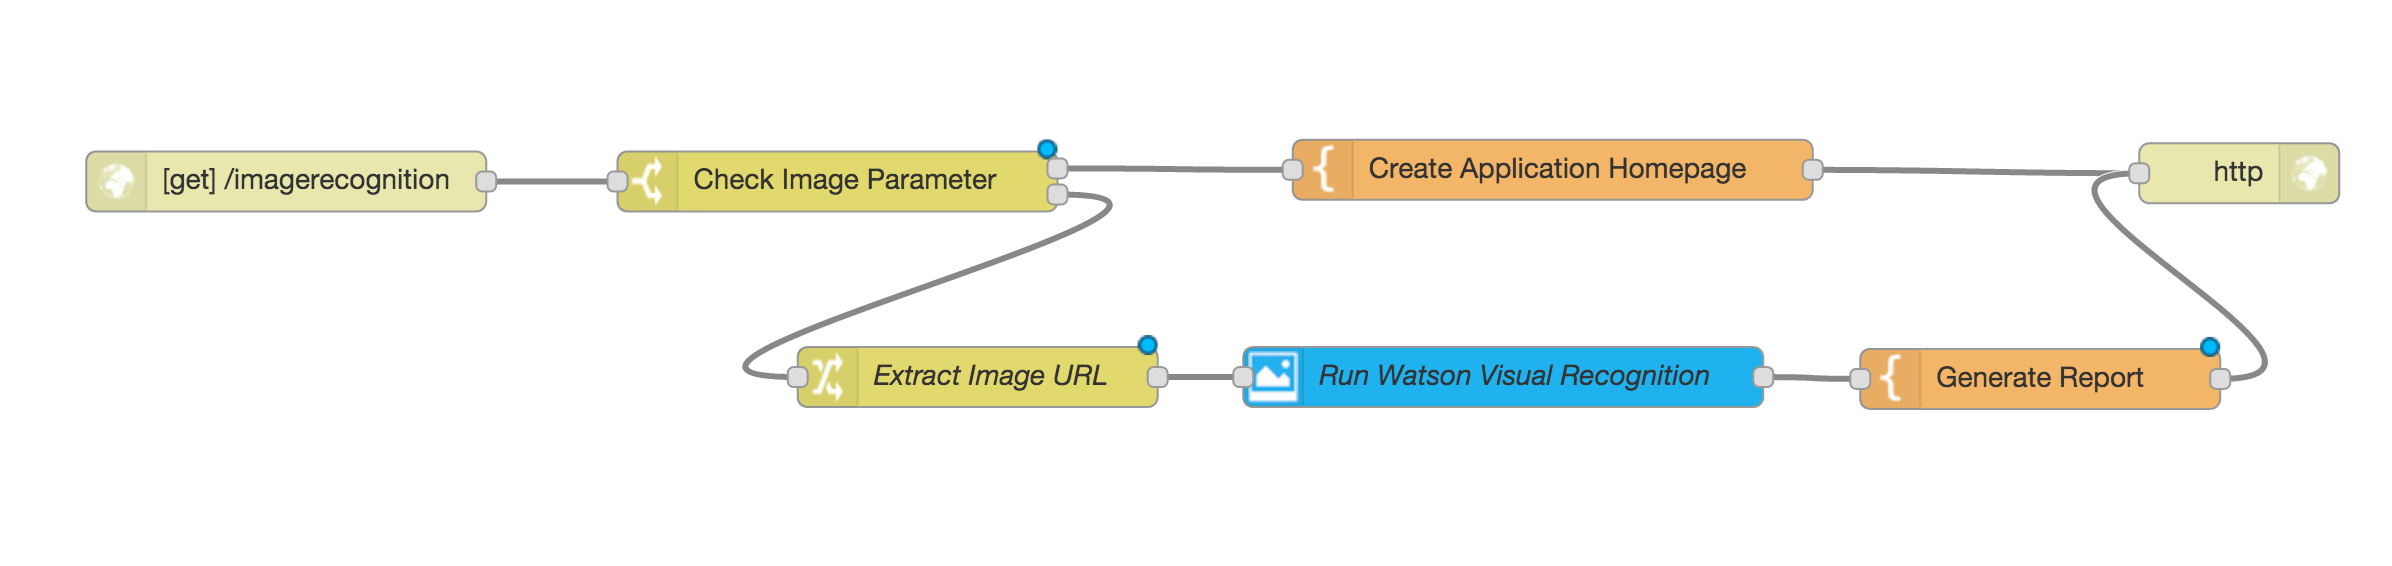 [get] /imagerecognition
Check Image Parameter
Create Application Homepage
http
Extract Image URL
Run Watson Visual Recognition
Generate Report